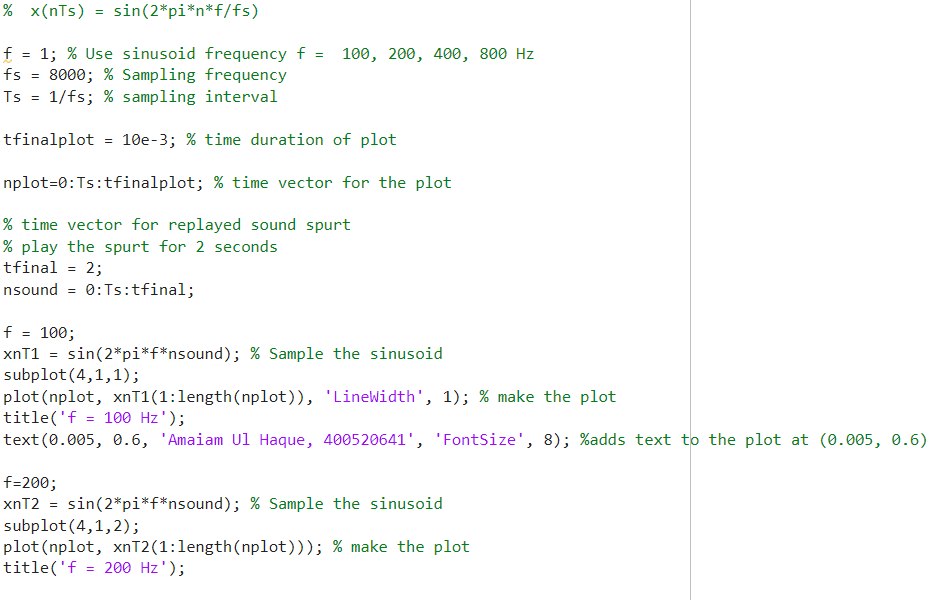 %  x(nTs) = sin(2*pi*n*f/fs)
f = 1; % Use sinusoid frequency f =  100, 200, 400, 800 Hz
fs = 8000; % Sampling frequency
Ts = 1/fs; % sampling interval
tfinalplot = 10e-3; % time duration of plot
nplot=0:Ts:tfinalplot; % time vector for the plot
% time vector for replayed sound spurt
% play the spurt for 2 seconds
tfinal = 2;
nsound = 0:Ts:tfinal;
f = 100;
xnT1 = sin(2*pi*f*nsound); % Sample the sinusoid
subplot(4,1,1);
plot(nplot, xnT1(1:length(nplot)), 'LineWidth', 1); % make the plot
title('f = 100 Hz');
text(0.005, 0.6, 'Amaiam Ul Haque, 400520641', 'FontSize', 8); %adds text to the plot at (0.005, 0.6)
f=200;
xnT2 = sin(2*pi*f*nsound); % Sample the sinusoid
subplot(4,1,2);
plot(nplot, xnT2(1:length(nplot))); % make the plot
title('f = 200 Hz');